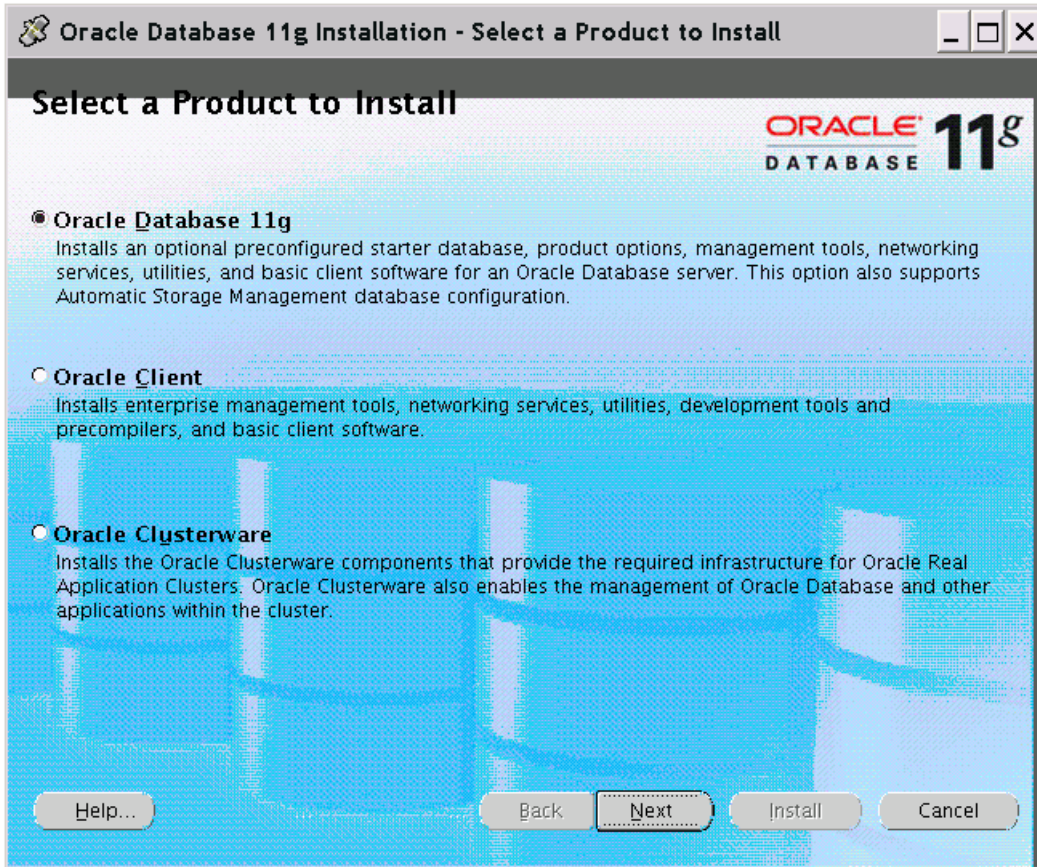 Oracle Database 11g Installation - Select a Product to Install
Select a Product to Install
ORACLE 11g
DATABASE
Oracle Database 11g
Installs an optional preconfigured starter database, product options, management tools, networking
services, utilities, and basic client software for an Oracle Database server. This option also supports
Automatic Storage Management database configuration.
Oracle Client
Installs enterprise management tools, networking services, utilities, development tools and
precompilers, and basic client software.
Oracle Clusterware
Installs the Oracle Clusterware components that provide the required infrastructure for Oracle Real
Application Clusters. Oracle Clusterware also enables the management of Oracle Database and other
applications within the cluster.
Help... Back Next Install Cancel